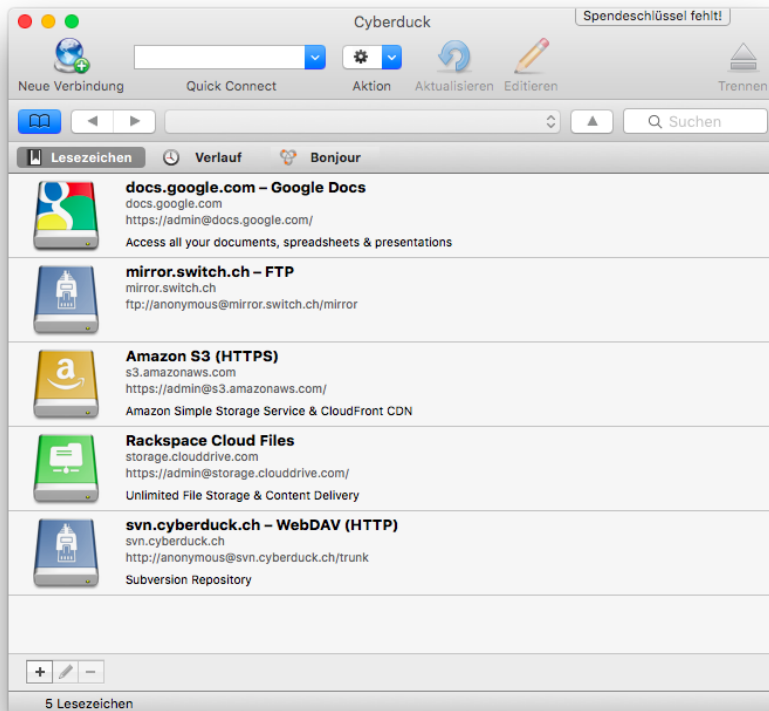 Cyberduck
Spendeschlüssel fehlt!
Neue Verbindung
Quick Connect
Aktion
Aktualisieren
Editieren
Trennen
Suchen
Lesezeichen
Verlauf
Bonjour
docs.google.com – Google Docs
docs.google.com
https://admin@docs.google.com/
Access all your documents, spreadsheets & presentations
mirror.switch.ch – FTP
mirror.switch.ch
ftp://anonymous@mirror.switch.ch/mirror
Amazon S3 (HTTPS)
s3.amazonaws.com
https://admin@s3.amazonaws.com/
Amazon Simple Storage Service & CloudFront CDN
Rackspace Cloud Files
storage.clouddrive.com
https://admin@storage.clouddrive.com/
Unlimited File Storage & Content Delivery
svn.cyberduck.ch – WebDAV (HTTP)
svn.cyberduck.ch
http://anonymous@svn.cyberduck.ch/trunk
Subversion Repository
5 Lesezeichen